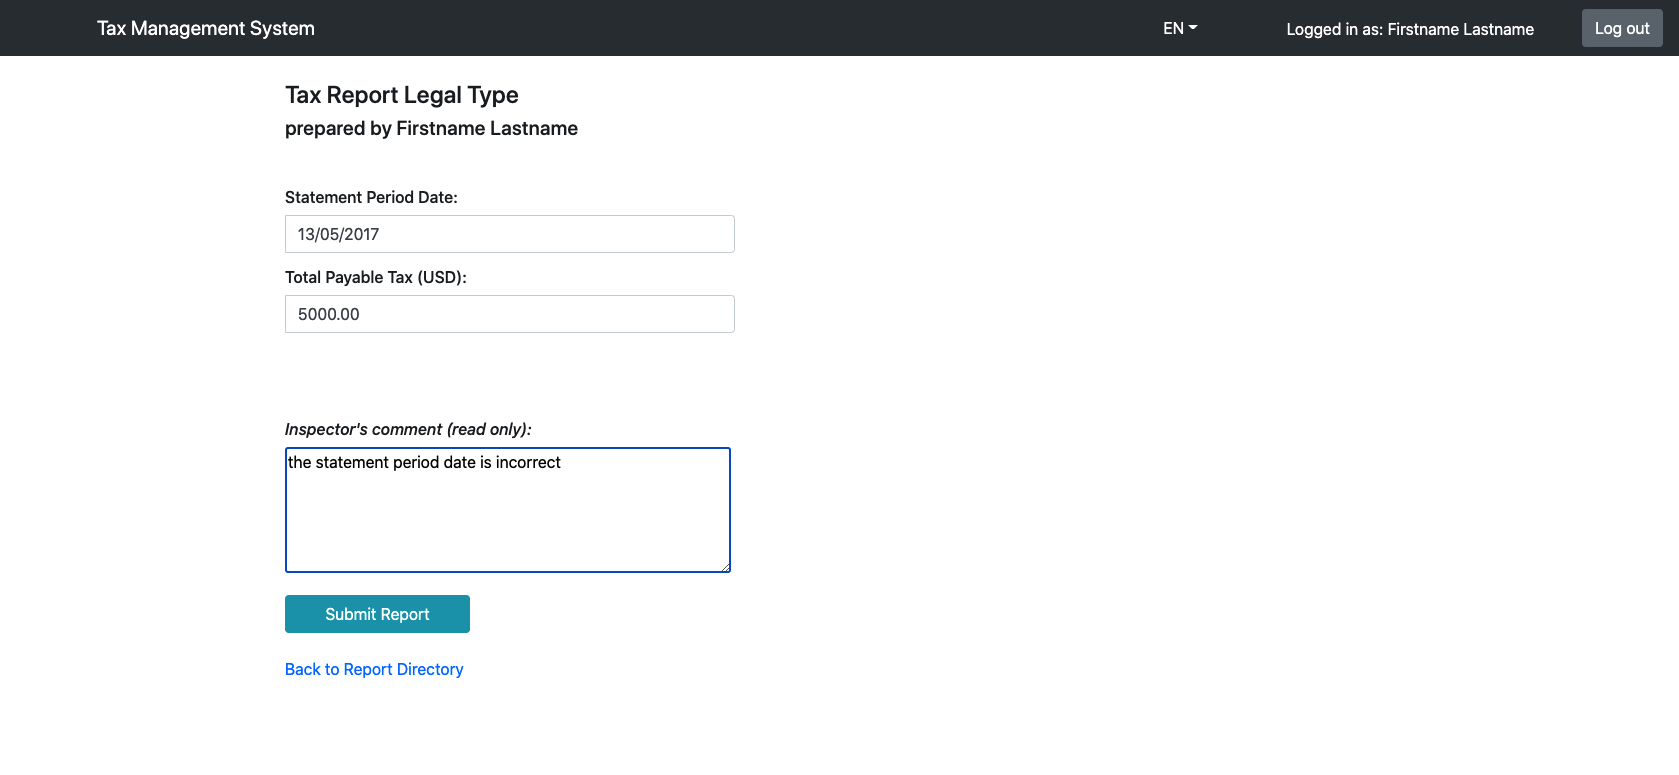 Tax Management System
EN
Logged in as: Firstname Lastname
Log out
Tax Report Legal Type
prepared by Firstname Lastname
Statement Period Date:
13/05/2017
Total Payable Tax (USD):
5000.00
Inspector's comment (read only):
the statement period date is incorrect
Submit Report
Back to Report Directory